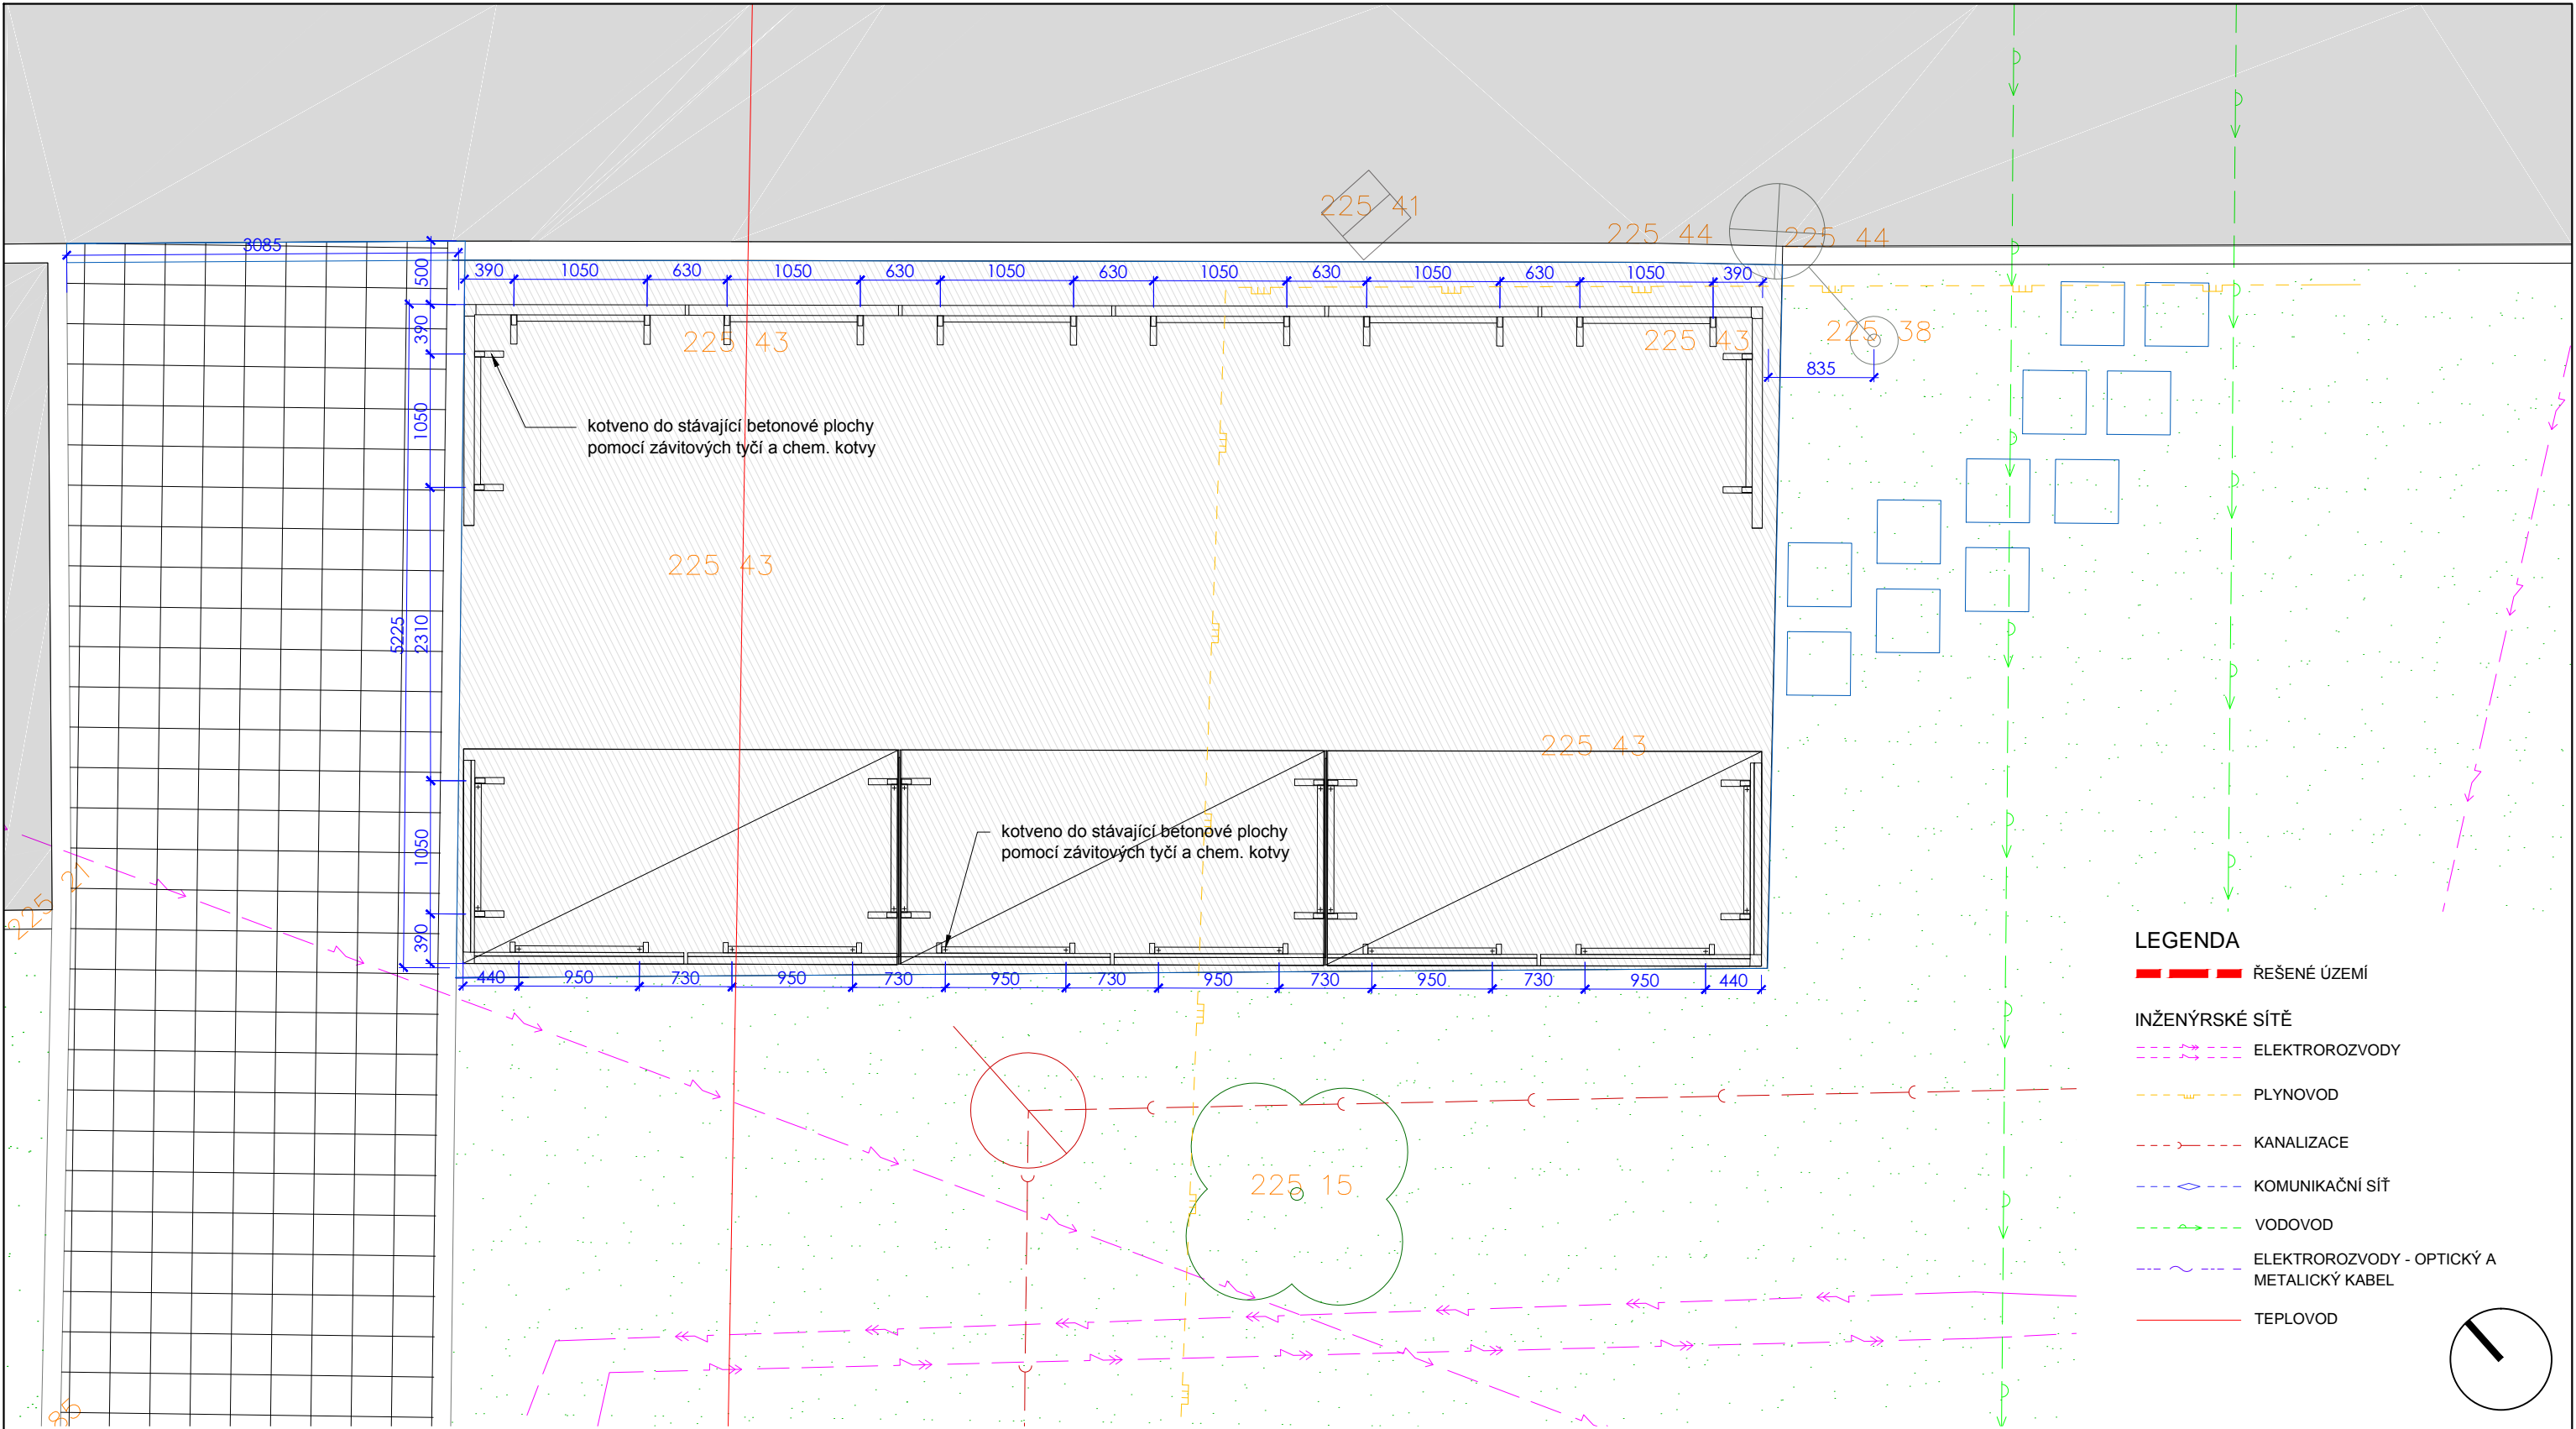 225 41
225 44
225 44
3085
500
390 1050 630 1050 630 1050 630 1050 630 1050 630 1050 390
225 43
225 43
225 38
390
835
1050
kotveno do stávající betonové plochy
pomocí závitových tyčí a chem. kotvy
225 43
5225
2310
225 43
1050
kotveno do stávající betonové plochy
pomocí závitových tyčí a chem. kotvy
225 21
390
440 950 730 950 730 950 730 950 730 950 730 950 440
225 15
85
LEGENDA
ŘEŠENÉ ÚZEMÍ
INŽENÝRSKÉ SÍTĚ
ELEKTROROZVODY
PLYNOVOD
KANALIZACE
KOMUNIKAČNÍ SÍŤ
VODOVOD
ELEKTROROZVODY - OPTICKÝ A
METALICKÝ KABEL
TEPLOVOD